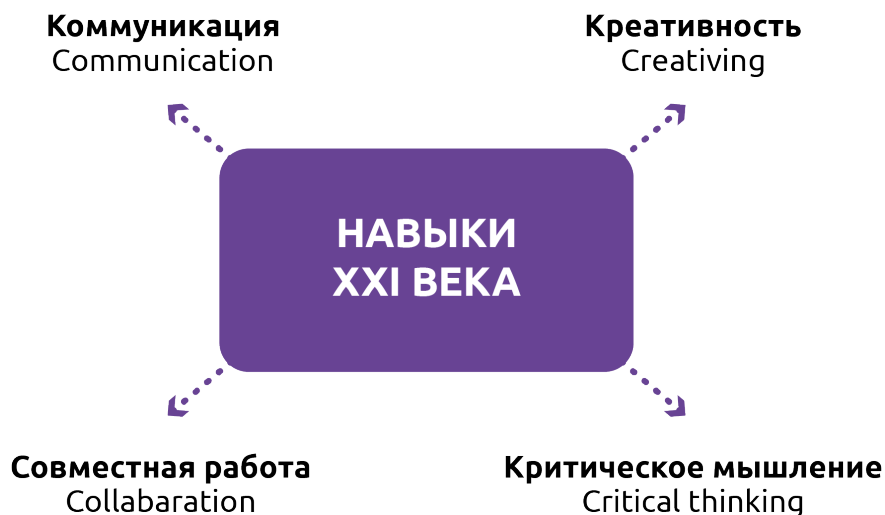 Коммуникация
Communication
Креативность
Creativing
НАВЫКИ
XXI ВЕКА
Совместная работа
Collabaration
Критическое мышление
Critical thinking